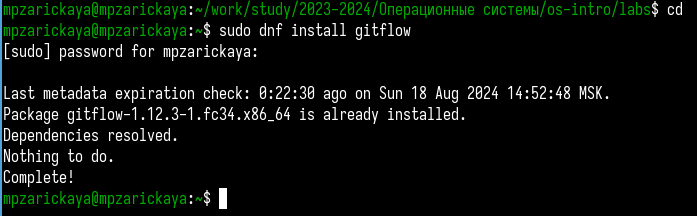 mpzarickaya@mpzarickaya:~/work/study/2023-2024/Операционные системы/os-intro/labs$ cd
mpzarickaya@mpzarickaya:~$ sudo dnf install gitflow
[sudo] password for mpzarickaya:
Last metadata expiration check: 0:22:30 ago on Sun 18 Aug 2024 14:52:48 MSK.
Package gitflow-1.12.3-1.fc34.x86_64 is already installed.
Dependencies resolved.
Nothing to do.
Complete!
mpzarickaya@mpzarickaya:~$